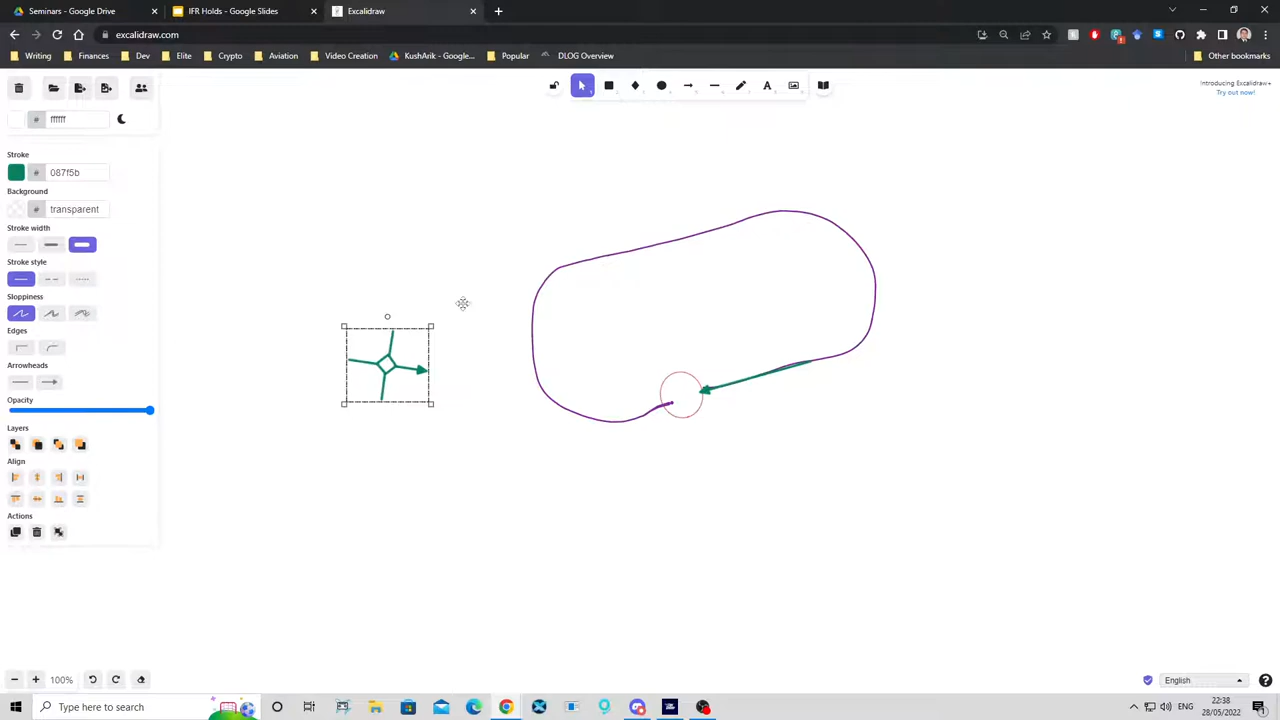 Seminars - Google Drive
IFR Holds - Google Slides
Excalidraw
excalidraw.com
Writing
Finances
Dev
Elite
Crypto
Aviation
Video Creation
KushArik - Google...
Popular
DLOG Overview
Other bookmarks
Introducing Excalidraw+
Try out now!
# ffffff
Stroke
# 087f5b
Background
# transparent
Stroke width
Stroke style
Sloppiness
Edges
Arrowheads
Opacity
Layers
Align
Actions
100%
English
Type here to search
ENG
22:38
28/05/2022